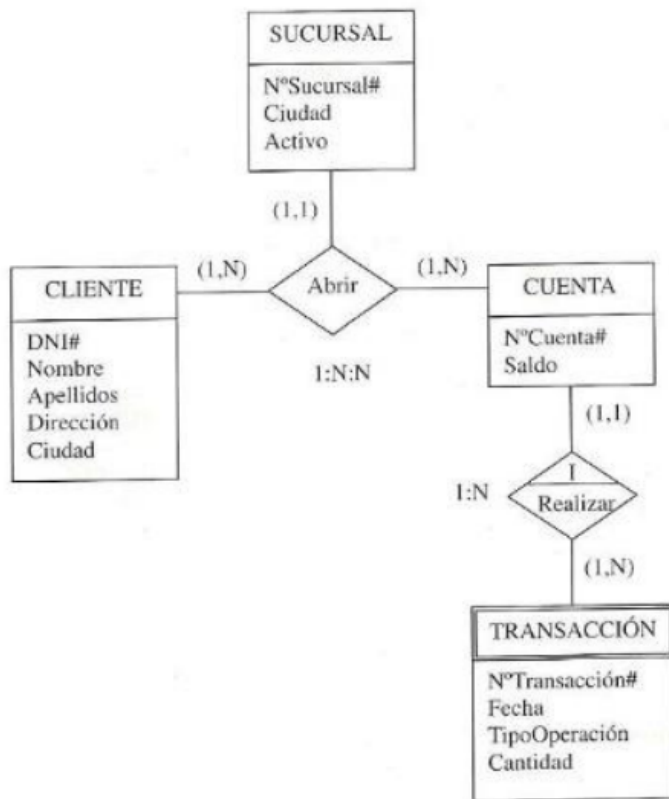 SUCURSAL
NºSucursal#
Ciudad
Activo
(1,1)
(1,N)
Abrir
(1,N)
1:N:N
CLIENTE
DNI#
Nombre
Apellidos
Dirección
Ciudad
CUENTA
NºCuenta#
Saldo
(1,1)
I
Realizar
1:N
(1,N)
TRANSACCIÓN
NºTransacción#
Fecha
TipoOperación
Cantidad